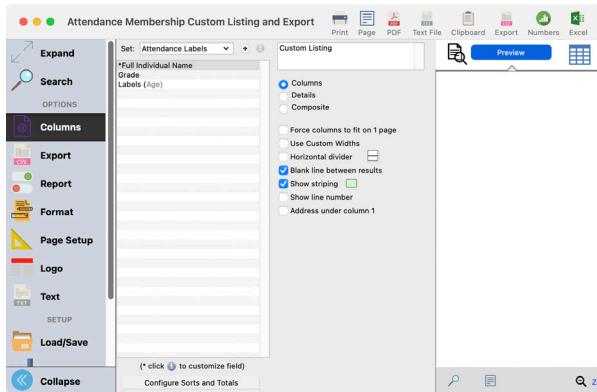 Attendance Membership Custom Listing and Export
Print Page PDF Text File Clipboard Export Numbers Excel
Expand
Search
OPTIONS
Columns
Export
Report
Format
Page Setup
Logo
Text
SETUP
Load/Save
Collapse
Set: Attendance Labels
*Full Individual Name
Grade
Labels (Age)
(* click to customize field)
Configure Sorts and Totals
Custom Listing
Columns
Details
Composite
Force columns to fit on 1 page
Use Custom Widths
Horizontal divider
Blank line between results
Show striping
Show line number
Address under column 1
Preview